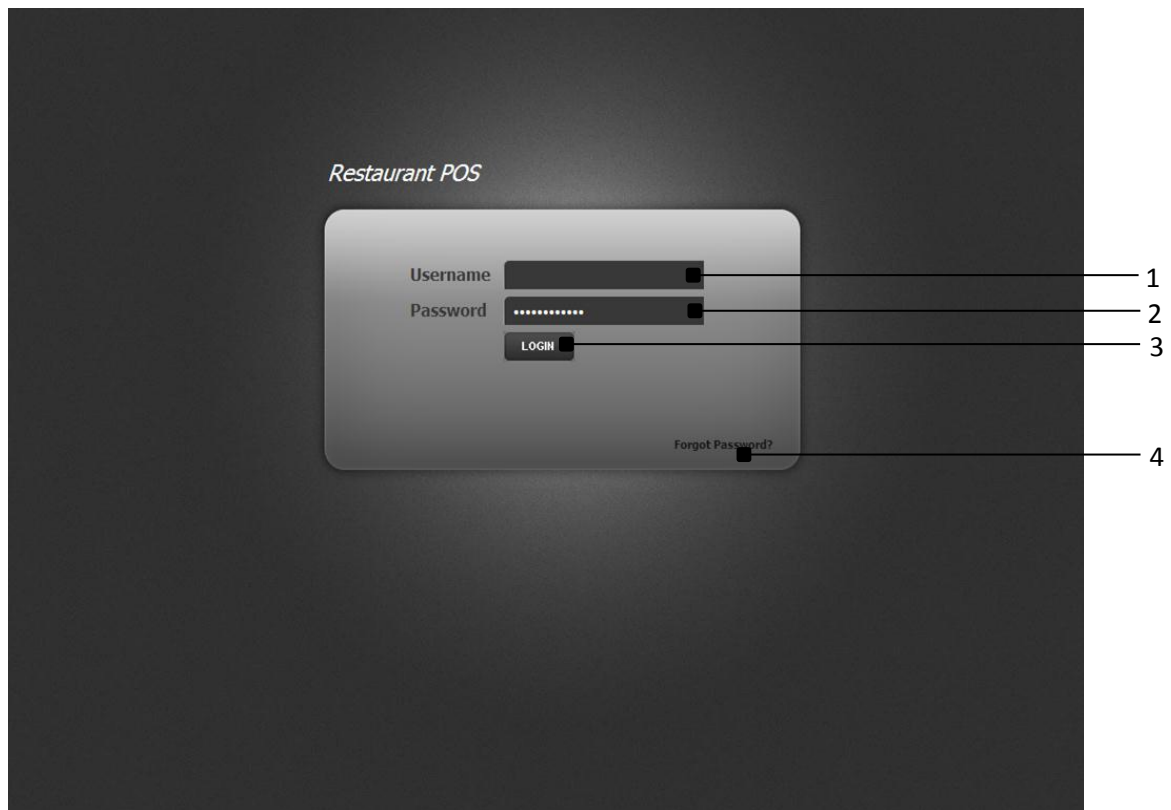 Restaurant POS
Username
1
Password ••••••••••••
2
LOGIN
3
Forgot Password?
4